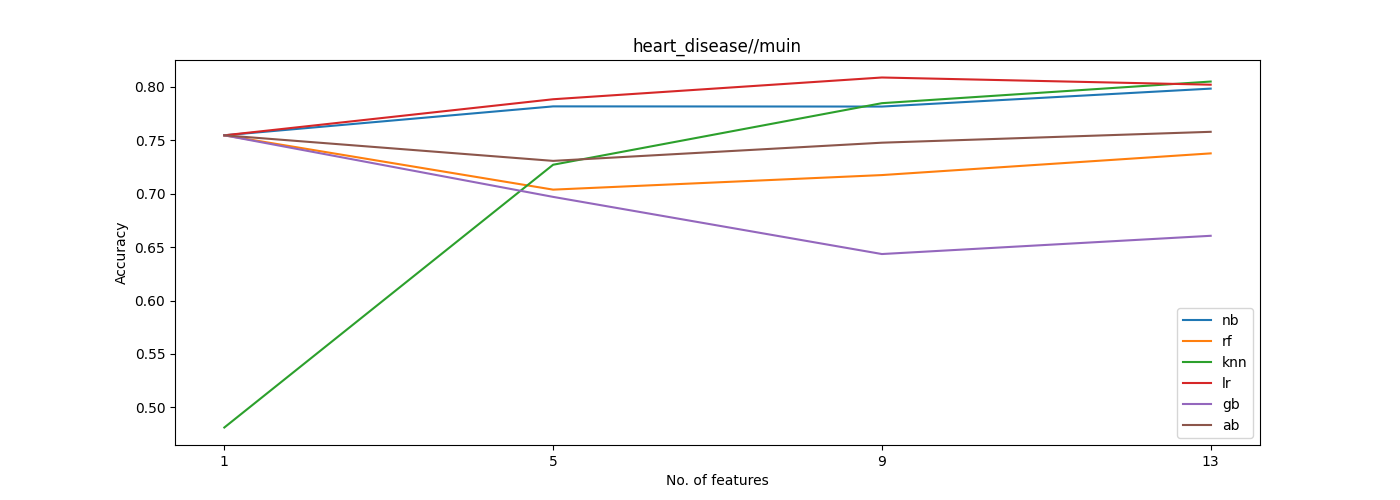 heart_disease//muin
Accuracy
0.80
0.75
0.70
0.65
0.60
0.55
0.50
1 5 9 13
No. of features
nb
rf
knn
lr
gb
ab